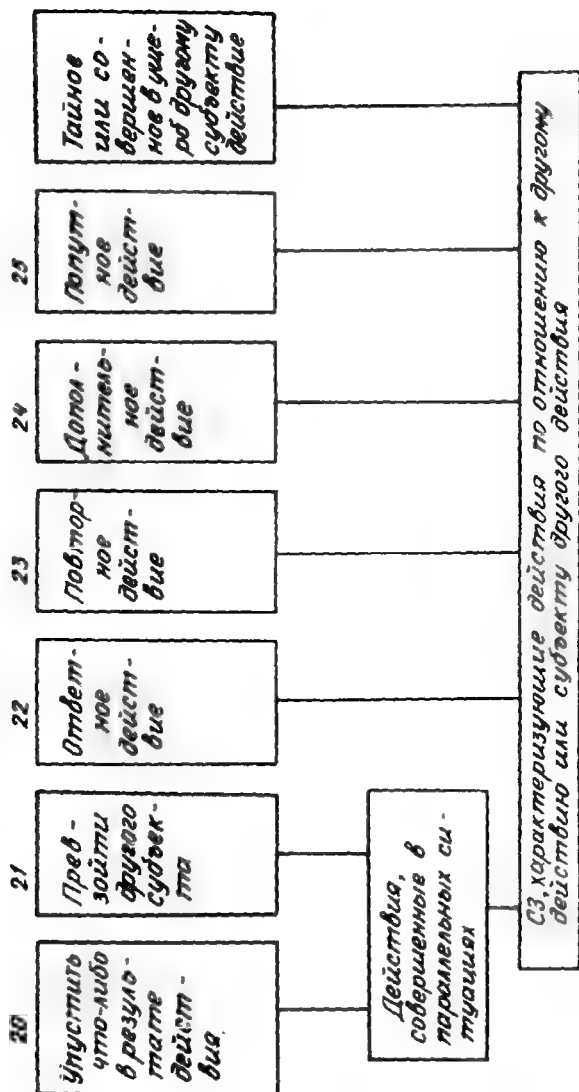 20
Упустить
что-либо
в резуль-
тате
дейст-
вия.
21
Прев-
зойти
другого
субъек-
та
22
Ответ-
ное
дейст-
вие
23
Повтор-
ное
дейст-
вие
24
Допол-
нитель-
ное
дейст-
вие
25
Попут-
ное
дейст-
вие
Тайное
или со-
вершен-
ное в уще-
рб другому
субъекту
действие
Действия,
совершенные в
параллельных си-
туациях
СЗ, характеризующие действия по отношению к другому
действию или субъекту другого действия